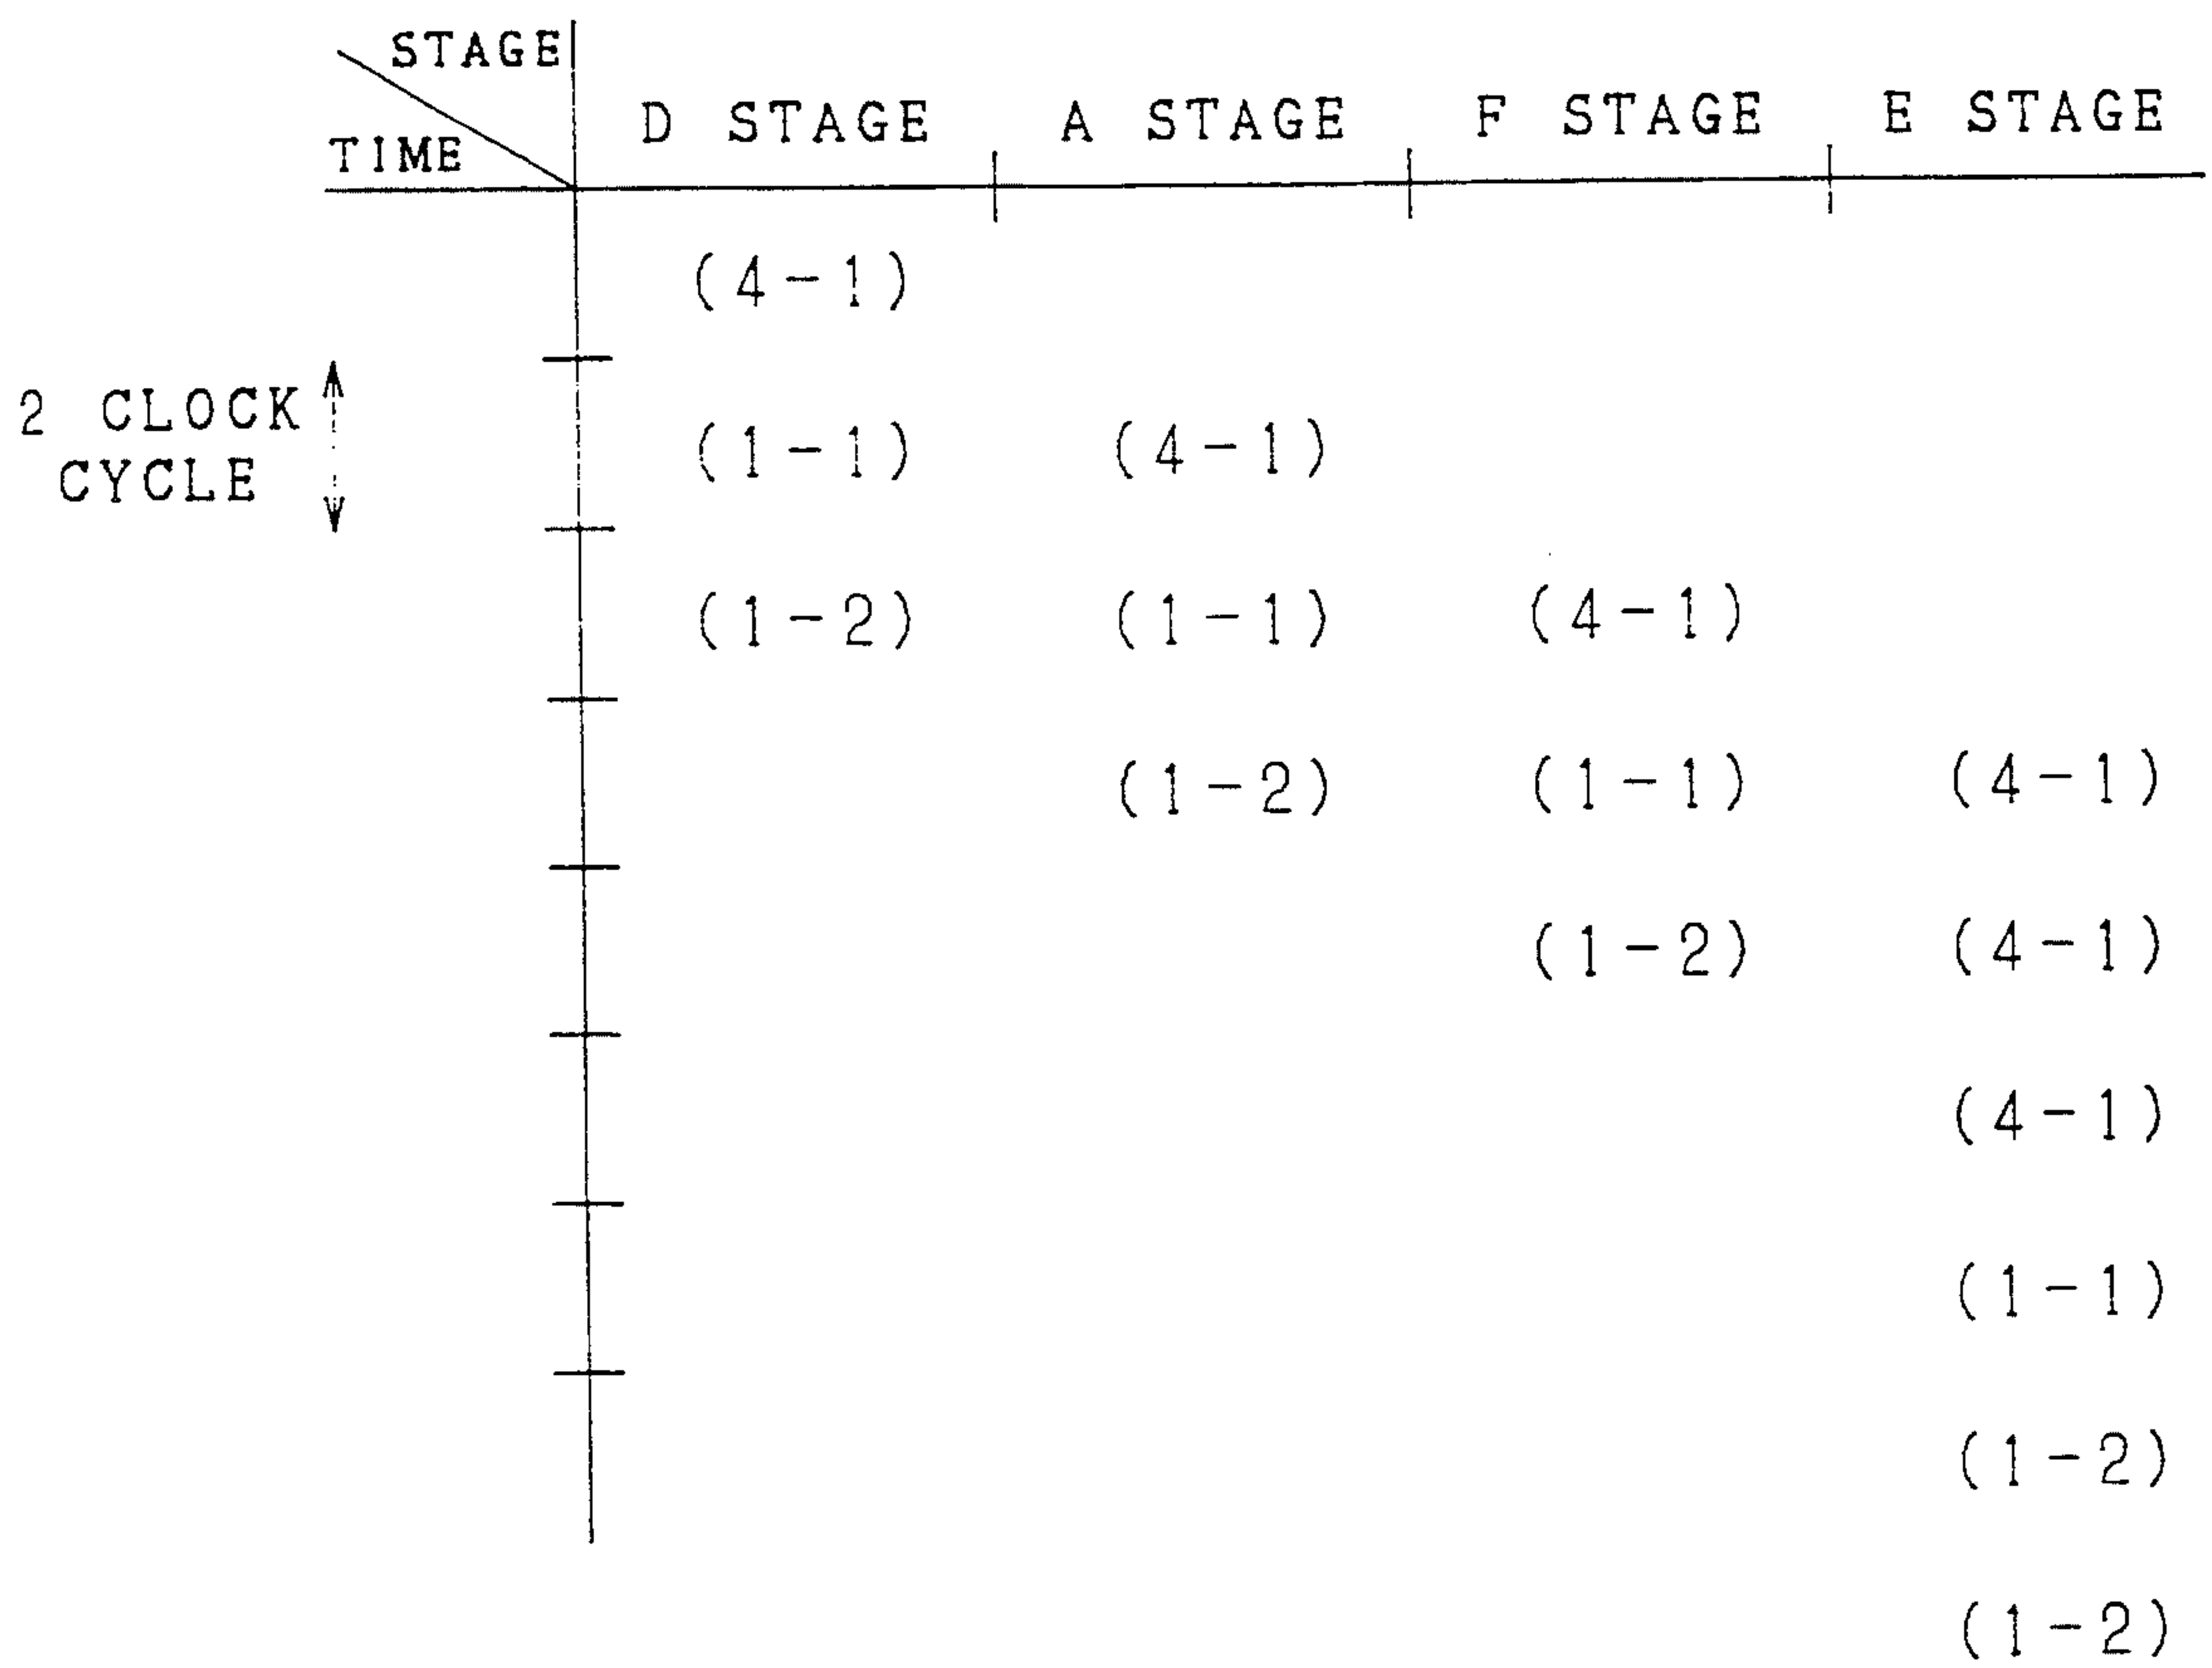 STAGE
TIME
D STAGE A STAGE F STAGE E STAGE
(4-1)
2 CLOCK
CYCLE
(1-1) (4-1)
(1-2) (1-1) (4-1)
(1-2) (1-1) (4-1)
(1-2) (4-1)
(4-1)
(1-1)
(1-2)
(1-2)